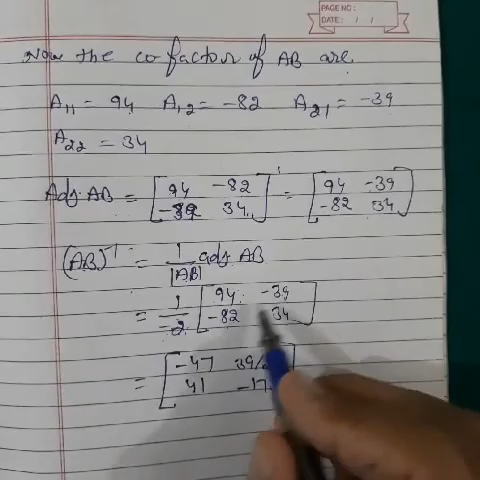 PAGE NO.:
DATE: / /
Now the co-factor of AB are
A₁₁ = 94 A₁₂ = -82 A₂₁ = -39
A₂₂ = 34
Adj. AB = [94 -82; -39 34]' = [94 -39; -82 34]
(AB)⁻¹ = 1/|AB| adj AB
= 1/-2 [94 -39; -82 34]
= [-47 39/; 41 -17]